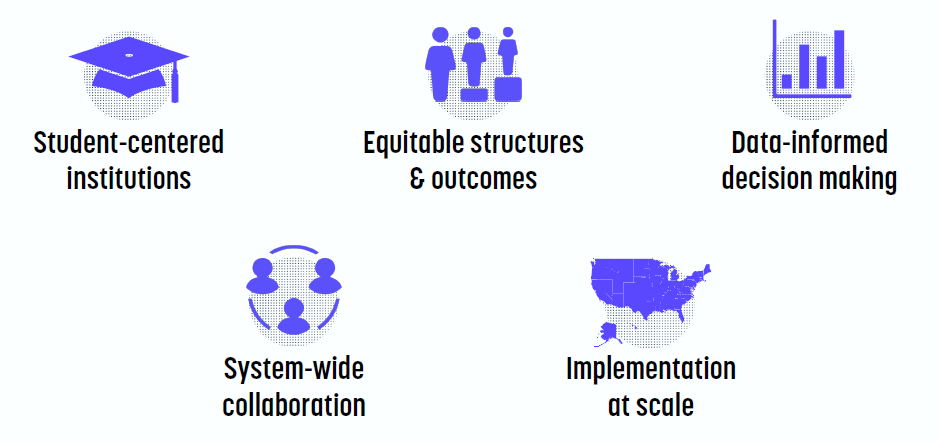 Student-centered
institutions
Equitable structures
& outcomes
Data-informed
decision making
System-wide
collaboration
Implementation
at scale